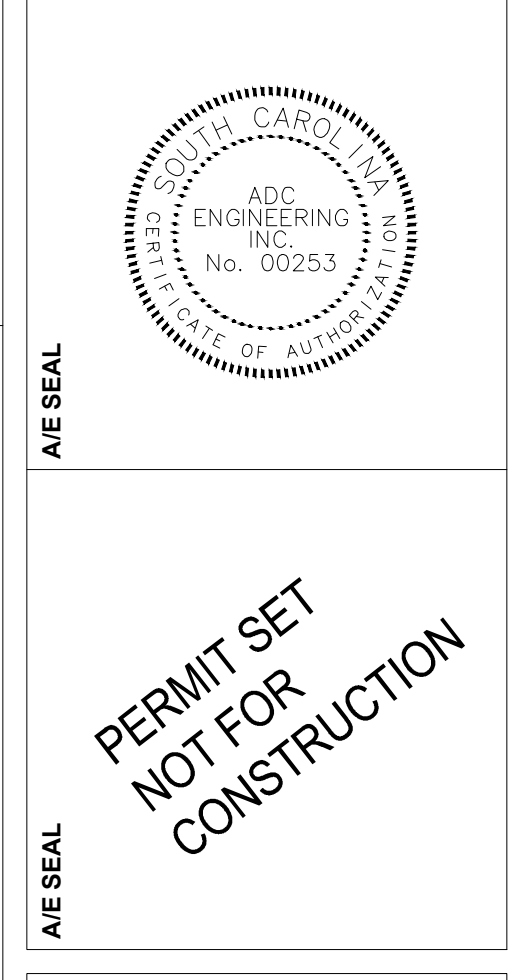 SOUTH CAROLINA
ADC
ENGINEERING
INC.
No. 00253
CERTIFICATE OF AUTHORIZATION
A/E SEAL
PERMIT SET
NOT FOR
CONSTRUCTION
A/E SEAL